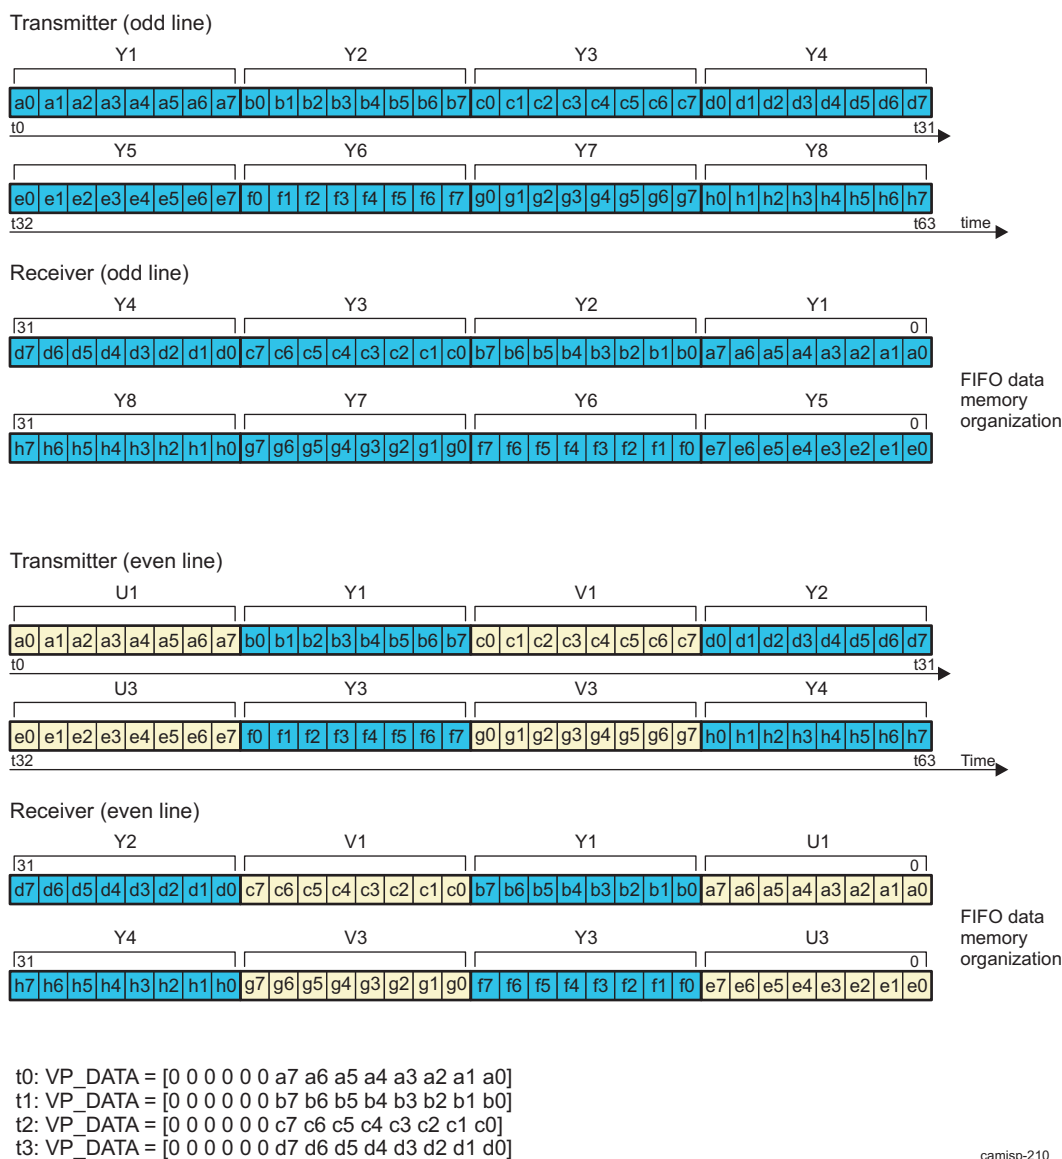 Transmitter (odd line)
Y1 Y2 Y3 Y4
a0 a1 a2 a3 a4 a5 a6 a7 b0 b1 b2 b3 b4 b5 b6 b7 c0 c1 c2 c3 c4 c5 c6 c7 d0 d1 d2 d3 d4 d5 d6 d7
t0 t31
Y5 Y6 Y7 Y8
e0 e1 e2 e3 e4 e5 e6 e7 f0 f1 f2 f3 f4 f5 f6 f7 g0 g1 g2 g3 g4 g5 g6 g7 h0 h1 h2 h3 h4 h5 h6 h7
t32 t63 time
Receiver (odd line)
Y4 Y3 Y2 Y1
31 0
d7 d6 d5 d4 d3 d2 d1 d0 c7 c6 c5 c4 c3 c2 c1 c0 b7 b6 b5 b4 b3 b2 b1 b0 a7 a6 a5 a4 a3 a2 a1 a0
FIFO data
memory
organization
Y8 Y7 Y6 Y5
31 0
h7 h6 h5 h4 h3 h2 h1 h0 g7 g6 g5 g4 g3 g2 g1 g0 f7 f6 f5 f4 f3 f2 f1 f0 e7 e6 e5 e4 e3 e2 e1 e0
Transmitter (even line)
U1 Y1 V1 Y2
a0 a1 a2 a3 a4 a5 a6 a7 b0 b1 b2 b3 b4 b5 b6 b7 c0 c1 c2 c3 c4 c5 c6 c7 d0 d1 d2 d3 d4 d5 d6 d7
t0 t31
U3 Y3 V3 Y4
e0 e1 e2 e3 e4 e5 e6 e7 f0 f1 f2 f3 f4 f5 f6 f7 g0 g1 g2 g3 g4 g5 g6 g7 h0 h1 h2 h3 h4 h5 h6 h7
t32 t63 Time
Receiver (even line)
Y2 V1 Y1 U1
31 0
d7 d6 d5 d4 d3 d2 d1 d0 c7 c6 c5 c4 c3 c2 c1 c0 b7 b6 b5 b4 b3 b2 b1 b0 a7 a6 a5 a4 a3 a2 a1 a0
FIFO data
memory
organization
Y4 V3 Y3 U3
31 0
h7 h6 h5 h4 h3 h2 h1 h0 g7 g6 g5 g4 g3 g2 g1 g0 f7 f6 f5 f4 f3 f2 f1 f0 e7 e6 e5 e4 e3 e2 e1 e0
t0: VP_DATA = [0 0 0 0 0 0 a7 a6 a5 a4 a3 a2 a1 a0]
t1: VP_DATA = [0 0 0 0 0 0 b7 b6 b5 b4 b3 b2 b1 b0]
t2: VP_DATA = [0 0 0 0 0 0 c7 c6 c5 c4 c3 c2 c1 c0]
t3: VP_DATA = [0 0 0 0 0 0 d7 d6 d5 d4 d3 d2 d1 d0]
camisp-210